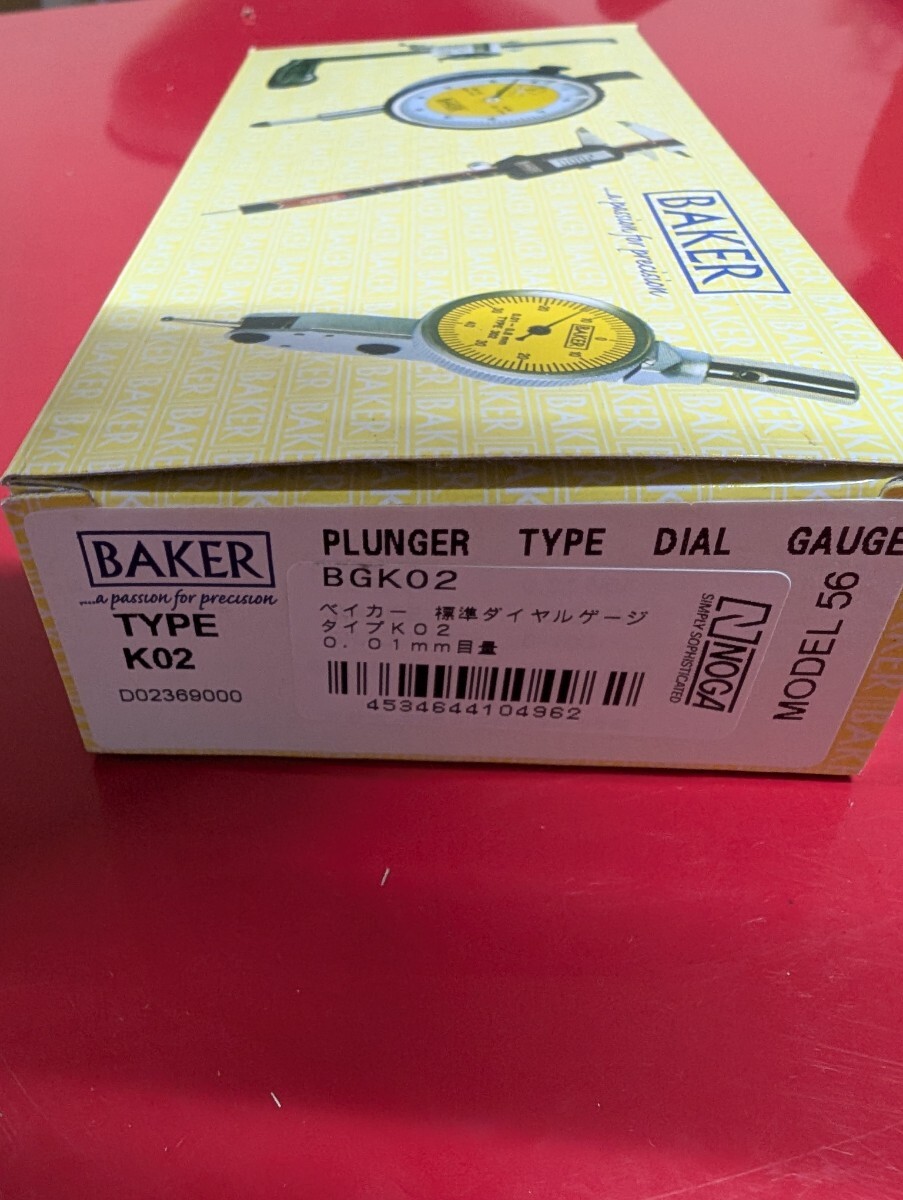 BAKER
...a passion for precision
BAKER
BAKER
....a passion for precision
TYPE
K02
D02369000
PLUNGER TYPE DIAL GAUGE
BGK02
ベイカー 標準ダイヤルゲージ
タイプK02
0.01mm目量
4534644104962
NOGA
SIMPLY SOPHISTICATED
MODEL 56